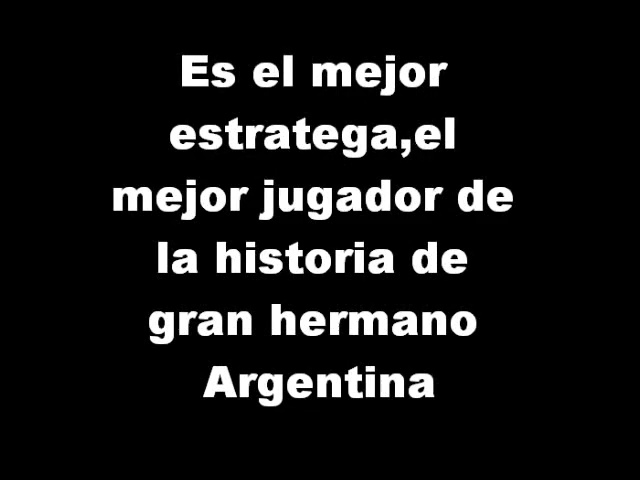 Es el mejor
estratega,el
mejor jugador de
la historia de
gran hermano
Argentina